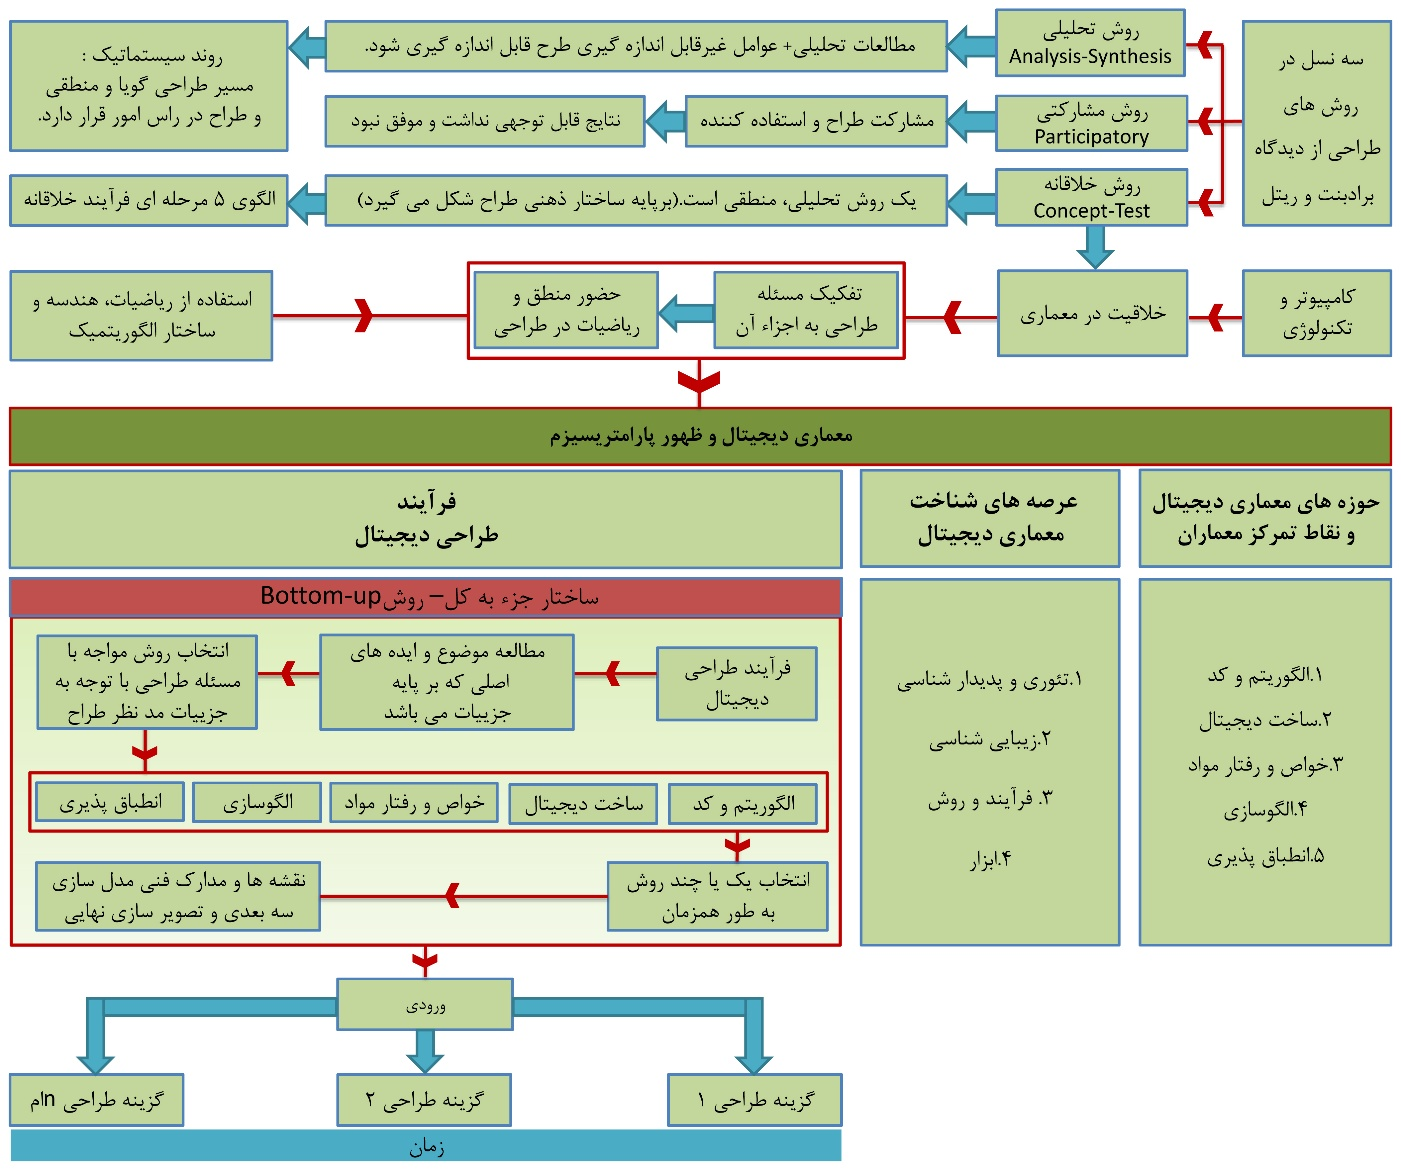 سه نسل در
روش های
طراحی از دیدگاه
برادبنت و ریتل
روش تحلیلی
Analysis-Synthesis
مطالعات تحلیلی+ عوامل غیرقابل اندازه گیری طرح قابل اندازه گیری شود.
روند سیستماتیک :
مسیر طراحی گویا و منطقی
و طراح در راس امور قرار دارد.
روش مشارکتی
Participatory
مشارکت طراح و استفاده کننده
نتایج قابل توجهی نداشت و موفق نبود
روش خلاقانه
Concept-Test
یک روش تحلیلی، منطقی است.(برپایه ساختار ذهنی طراح شکل می گیرد)
الگوی ۵ مرحله ای فرآیند خلاقانه
کامپیوتر و
تکنولوژی
خلاقیت در معماری
تفکیک مسئله
طراحی به اجزاء آن
حضور منطق و
ریاضیات در طراحی
استفاده از ریاضیات، هندسه و
ساختار الگوریتمیک
معماری دیجیتال و ظهور پارامتریسیزم
حوزه های معماری دیجیتال
و نقاط تمرکز معماران
۱.الگوریتم و کد
۲.ساخت دیجیتال
۳.خواص و رفتار مواد
۴.الگوسازی
۵.انطباق پذیری
عرصه های شناخت
معماری دیجیتال
۱.تئوری و پدیدار شناسی
۲.زیبایی شناسی
۳. فرآیند و روش
۴.ابزار
فرآیند
طراحی دیجیتال
ساختار جزء به کل– روش Bottom-up
فرآیند طراحی
دیجیتال
مطالعه موضوع و ایده های
اصلی که بر پایه
جزییات می باشد
انتخاب روش مواجه با
مسئله طراحی با توجه به
جزییات مد نظر طراح
الگوریتم و کد
ساخت دیجیتال
خواص و رفتار مواد
الگوسازی
انطباق پذیری
انتخاب یک یا چند روش
به طور همزمان
نقشه ها و مدارک فنی مدل سازی
سه بعدی و تصویر سازی نهایی
ورودی
گزینه طراحی ۱
گزینه طراحی ۲
گزینه طراحی nام
زمان